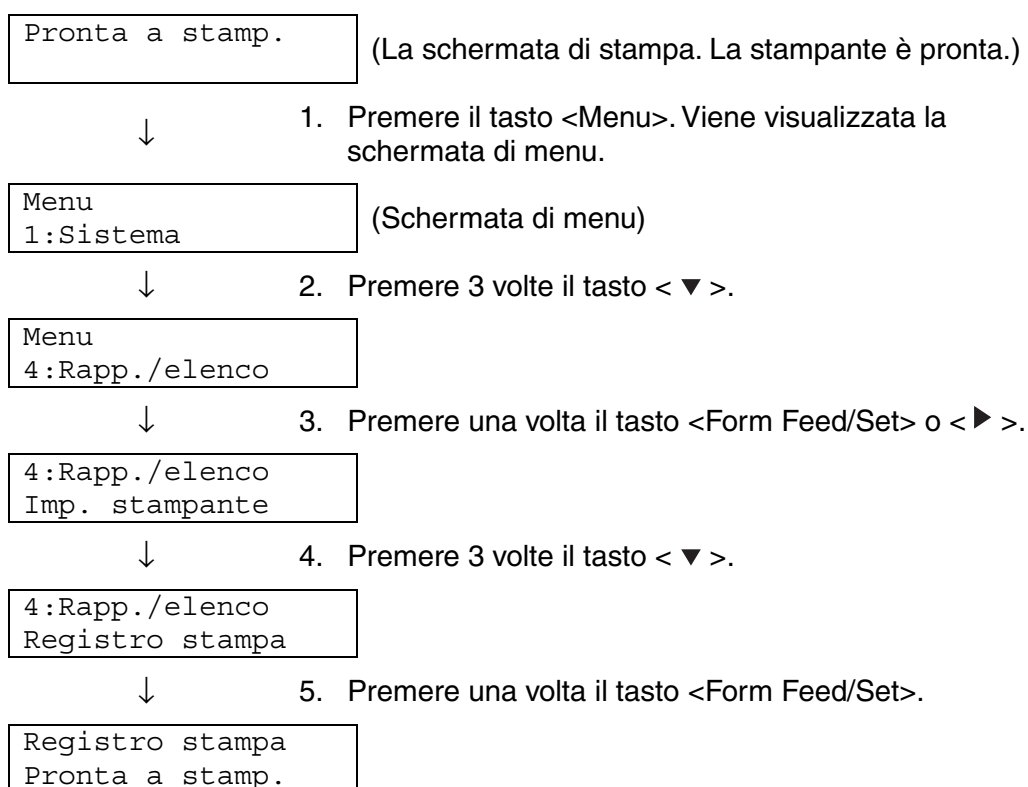 Pronta a stamp.
(La schermata di stampa. La stampante è pronta.)
↓
1. Premere il tasto <Menu>. Viene visualizzata la
schermata di menu.
Menu
1:Sistema
(Schermata di menu)
↓
2. Premere 3 volte il tasto < ▼ >.
Menu
4:Rapp./elenco
↓
3. Premere una volta il tasto <Form Feed/Set> o < ▶ >.
4:Rapp./elenco
Imp. stampante
↓
4. Premere 3 volte il tasto < ▼ >.
4:Rapp./elenco
Registro stampa
↓
5. Premere una volta il tasto <Form Feed/Set>.
Registro stampa
Pronta a stamp.